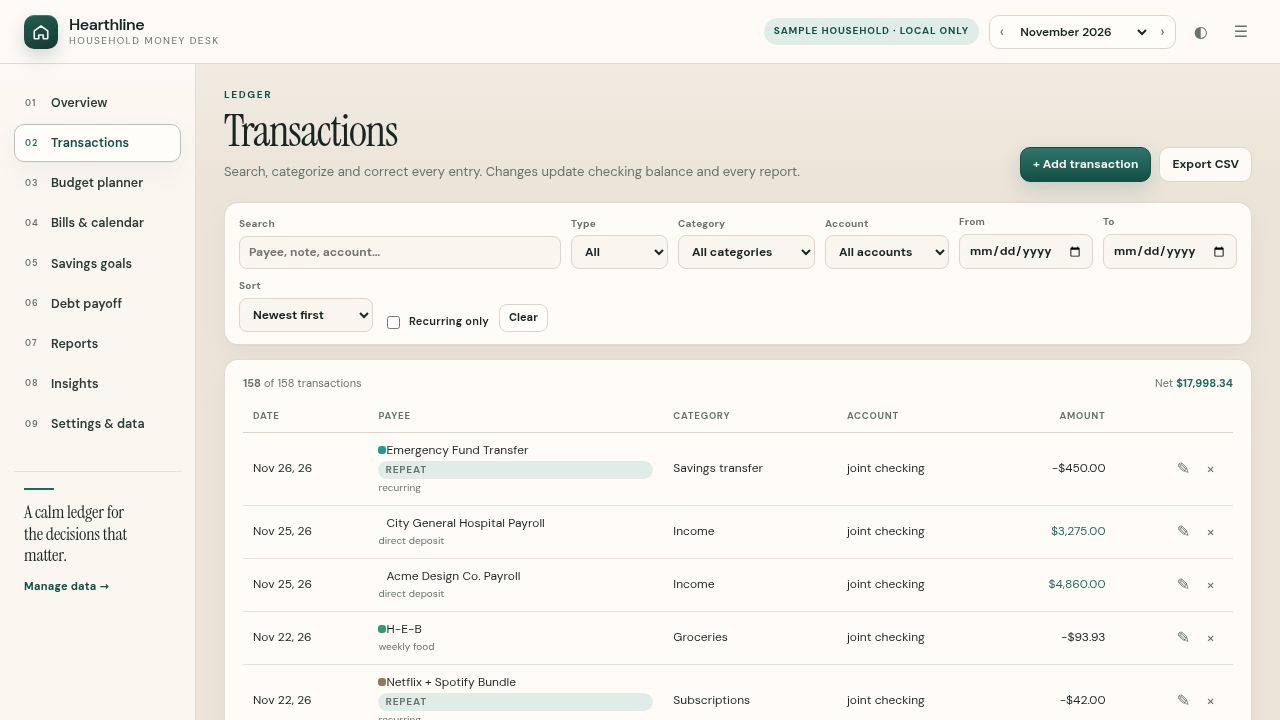 Hearthline
HOUSEHOLD MONEY DESK
SAMPLE HOUSEHOLD · LOCAL ONLY
‹ November 2026 ›
01 Overview
02 Transactions
03 Budget planner
04 Bills & calendar
05 Savings goals
06 Debt payoff
07 Reports
08 Insights
09 Settings & data
A calm ledger for
the decisions that
matter.
Manage data →
LEDGER
Transactions
Search, categorize and correct every entry. Changes update checking balance and every report.
+ Add transaction
Export CSV
Search
Payee, note, account...
Type
All
Category
All categories
Account
All accounts
From
mm/dd/yyyy
To
mm/dd/yyyy
Sort
Newest first
Recurring only
Clear
158 of 158 transactions
Net $17,998.34
DATE PAYEE CATEGORY ACCOUNT AMOUNT
Nov 26, 26 Emergency Fund Transfer Savings transfer joint checking -$450.00 ✎ ×
REPEAT
recurring
Nov 25, 26 City General Hospital Payroll Income joint checking $3,275.00 ✎ ×
direct deposit
Nov 25, 26 Acme Design Co. Payroll Income joint checking $4,860.00 ✎ ×
direct deposit
Nov 22, 26 H-E-B Groceries joint checking -$93.93 ✎ ×
weekly food
Nov 22, 26 Netflix + Spotify Bundle Subscriptions joint checking -$42.00 ✎ ×
REPEAT
recurring